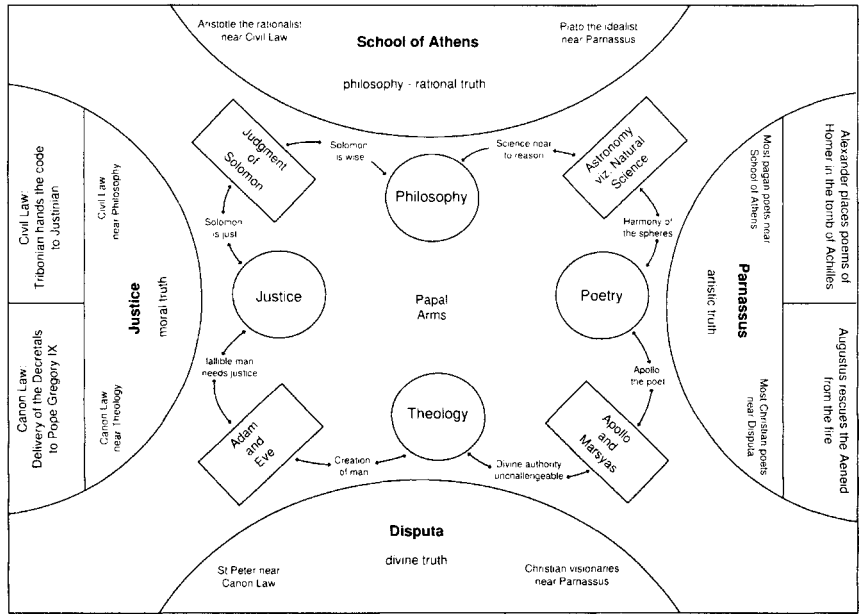 Aristotle the rationalist
near Civil Law
School of Athens
Plato the idealist
near Parnassus
philosophy - rational truth
Judgment
of
Solomon
Solomon
is wise
Philosophy
Science near
to reason
Astronomy
viz. Natural
Science
Civil Law:
Tribonian hands the code
to Justinian
Civil Law
near Philosophy
Solomon
is just
Harmony of
the spheres
Most pagan poets near
School of Athens
Alexander places poems of
Homer in the tomb of Achilles
Justice
moral truth
Justice
Papal
Arms
Poetry
artistic truth
Parnassus
Canon Law:
Delivery of the Decretals
to Pope Gregory IX
Canon Law
near Theology
fallible man
needs justice
Apollo
the poet
Most Christian poets
near Disputa
Augustus rescues the Aeneid
from the fire
Adam
and
Eve
Creation
of man
Theology
Divine authority
unchallengeable
Apollo
and
Marsyas
Disputa
divine truth
St Peter near
Canon Law
Christian visionaries
near Parnassus